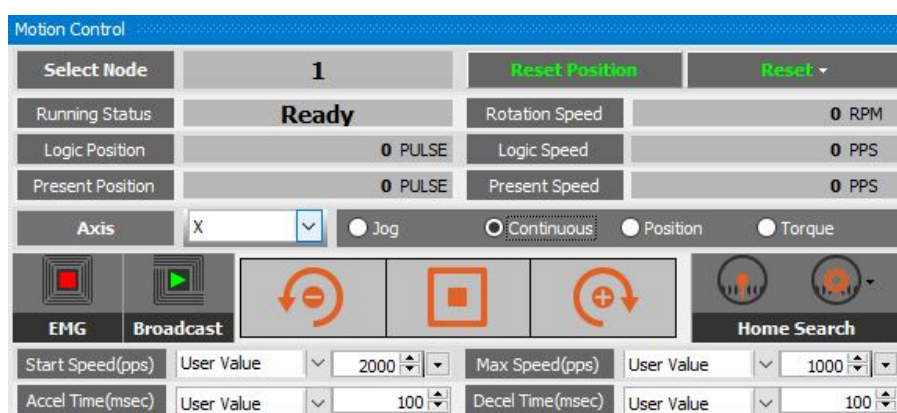 Motion Control
Select Node 1 Reset Position Reset
Running Status Ready Rotation Speed 0 RPM
Logic Position 0 PULSE Logic Speed 0 PPS
Present Position 0 PULSE Present Speed 0 PPS
Axis X Jog Continuous Position Torque
EMG Broadcast Home Search
Start Speed(pps) User Value 2000 Max Speed(pps) User Value 1000
Accel Time(msec) User Value 100 Decel Time(msec) User Value 100